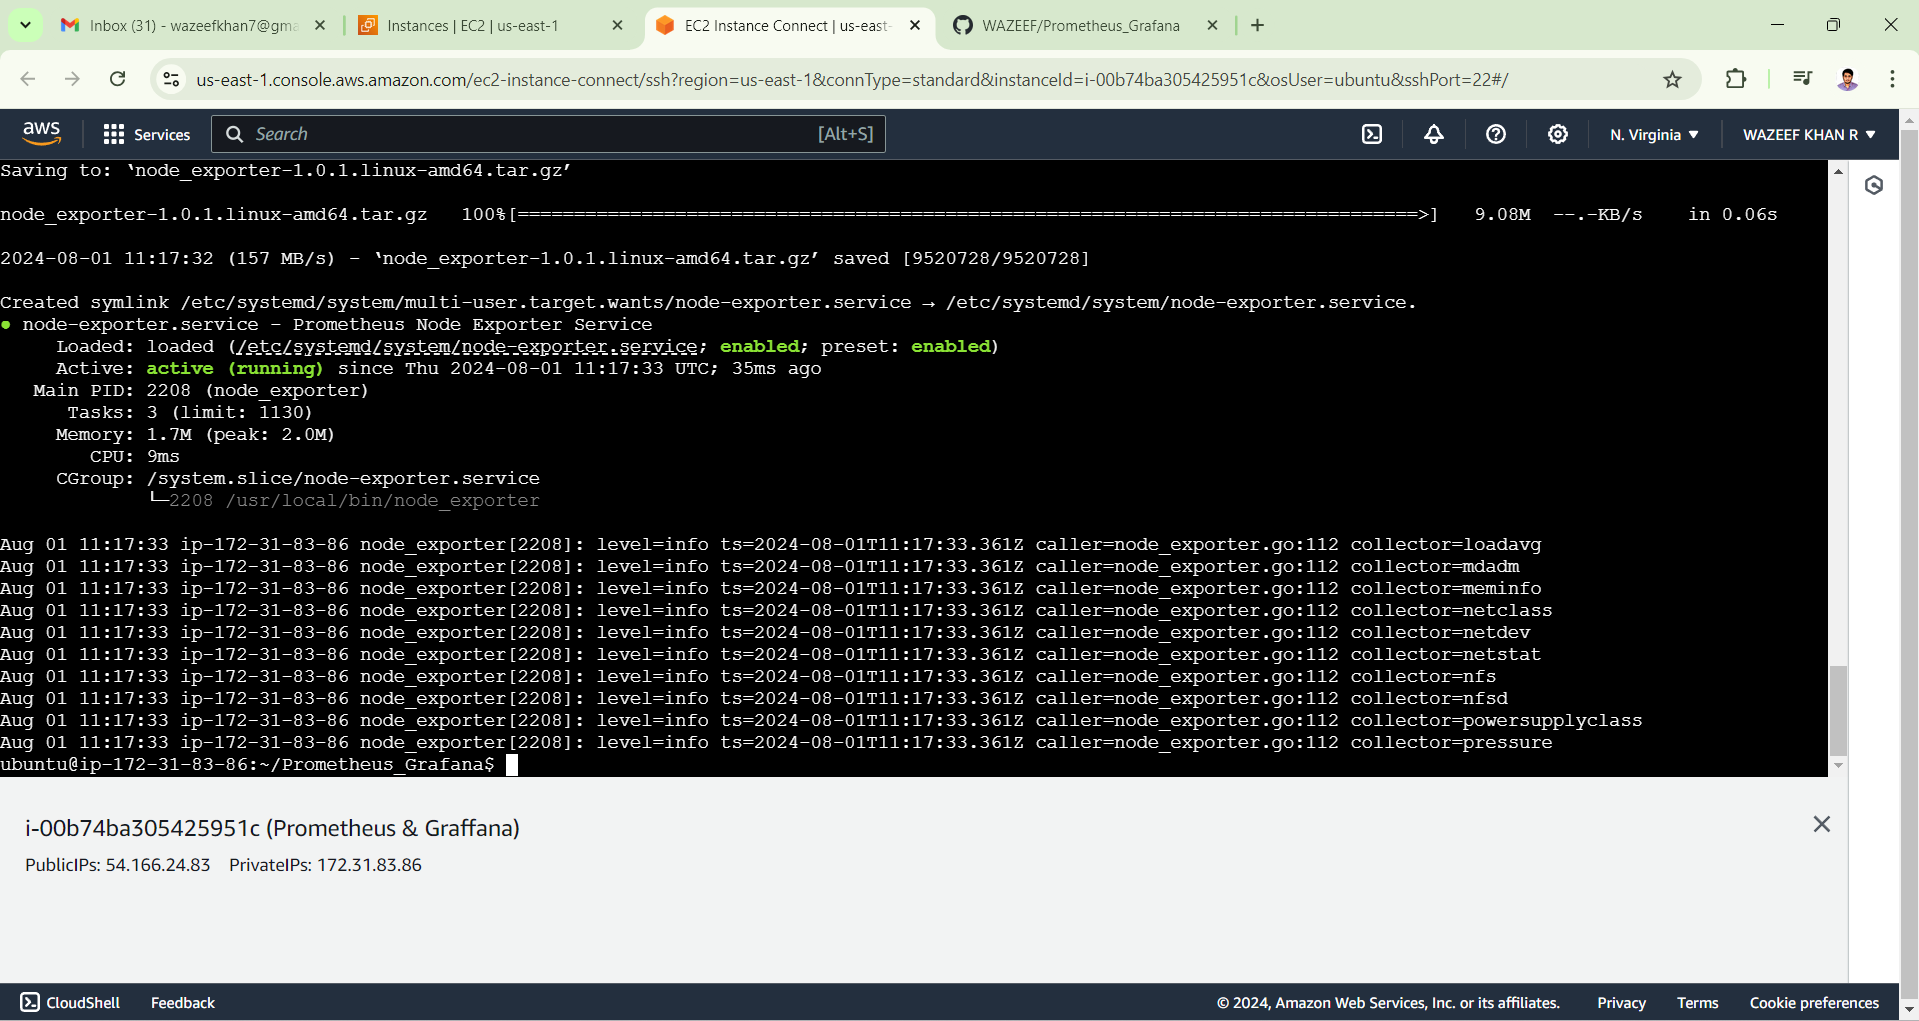 Inbox (31) - wazeefkhan7@gma
Instances | EC2 | us-east-1
EC2 Instance Connect | us-east-
WAZEEF/Prometheus_Grafana
us-east-1.console.aws.amazon.com/ec2-instance-connect/ssh?region=us-east-1&connType=standard&instanceId=i-00b74ba305425951c&osUser=ubuntu&sshPort=22#/
aws
Services
Search
[Alt+S]
N. Virginia
WAZEEF KHAN R
Saving to: ‘node_exporter-1.0.1.linux-amd64.tar.gz’
node_exporter-1.0.1.linux-amd64.tar.gz 100%[================================================================================>] 9.08M --.-KB/s in 0.06s
2024-08-01 11:17:32 (157 MB/s) - ‘node_exporter-1.0.1.linux-amd64.tar.gz’ saved [9520728/9520728]
Created symlink /etc/systemd/system/multi-user.target.wants/node-exporter.service → /etc/systemd/system/node-exporter.service.
● node-exporter.service - Prometheus Node Exporter Service
Loaded: loaded (/etc/systemd/system/node-exporter.service; enabled; preset: enabled)
Active: active (running) since Thu 2024-08-01 11:17:33 UTC; 35ms ago
Main PID: 2208 (node_exporter)
Tasks: 3 (limit: 1130)
Memory: 1.7M (peak: 2.0M)
CPU: 9ms
CGroup: /system.slice/node-exporter.service
└─2208 /usr/local/bin/node_exporter
Aug 01 11:17:33 ip-172-31-83-86 node_exporter[2208]: level=info ts=2024-08-01T11:17:33.361Z caller=node_exporter.go:112 collector=loadavg
Aug 01 11:17:33 ip-172-31-83-86 node_exporter[2208]: level=info ts=2024-08-01T11:17:33.361Z caller=node_exporter.go:112 collector=mdadm
Aug 01 11:17:33 ip-172-31-83-86 node_exporter[2208]: level=info ts=2024-08-01T11:17:33.361Z caller=node_exporter.go:112 collector=meminfo
Aug 01 11:17:33 ip-172-31-83-86 node_exporter[2208]: level=info ts=2024-08-01T11:17:33.361Z caller=node_exporter.go:112 collector=netclass
Aug 01 11:17:33 ip-172-31-83-86 node_exporter[2208]: level=info ts=2024-08-01T11:17:33.361Z caller=node_exporter.go:112 collector=netdev
Aug 01 11:17:33 ip-172-31-83-86 node_exporter[2208]: level=info ts=2024-08-01T11:17:33.361Z caller=node_exporter.go:112 collector=netstat
Aug 01 11:17:33 ip-172-31-83-86 node_exporter[2208]: level=info ts=2024-08-01T11:17:33.361Z caller=node_exporter.go:112 collector=nfs
Aug 01 11:17:33 ip-172-31-83-86 node_exporter[2208]: level=info ts=2024-08-01T11:17:33.361Z caller=node_exporter.go:112 collector=nfsd
Aug 01 11:17:33 ip-172-31-83-86 node_exporter[2208]: level=info ts=2024-08-01T11:17:33.361Z caller=node_exporter.go:112 collector=powersupplyclass
Aug 01 11:17:33 ip-172-31-83-86 node_exporter[2208]: level=info ts=2024-08-01T11:17:33.361Z caller=node_exporter.go:112 collector=pressure
ubuntu@ip-172-31-83-86:~/Prometheus_Grafana$
i-00b74ba305425951c (Prometheus & Graffana)
PublicIPs: 54.166.24.83 PrivateIPs: 172.31.83.86
CloudShell
Feedback
© 2024, Amazon Web Services, Inc. or its affiliates.
Privacy
Terms
Cookie preferences